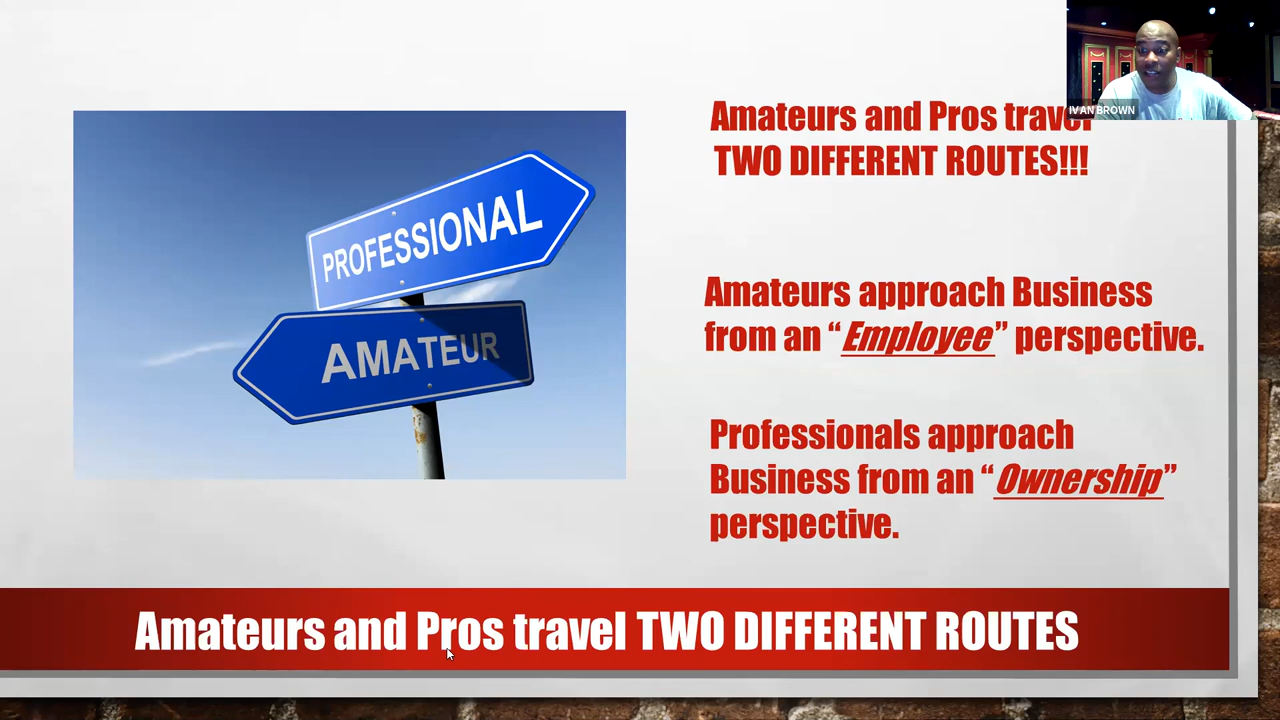 Amateurs and Pros travel
TWO DIFFERENT ROUTES!!!
IVAN BROWN
PROFESSIONAL
AMATEUR
Amateurs approach Business
from an “Employee” perspective.
Professionals approach
Business from an “Ownership”
perspective.
Amateurs and Pros travel TWO DIFFERENT ROUTES